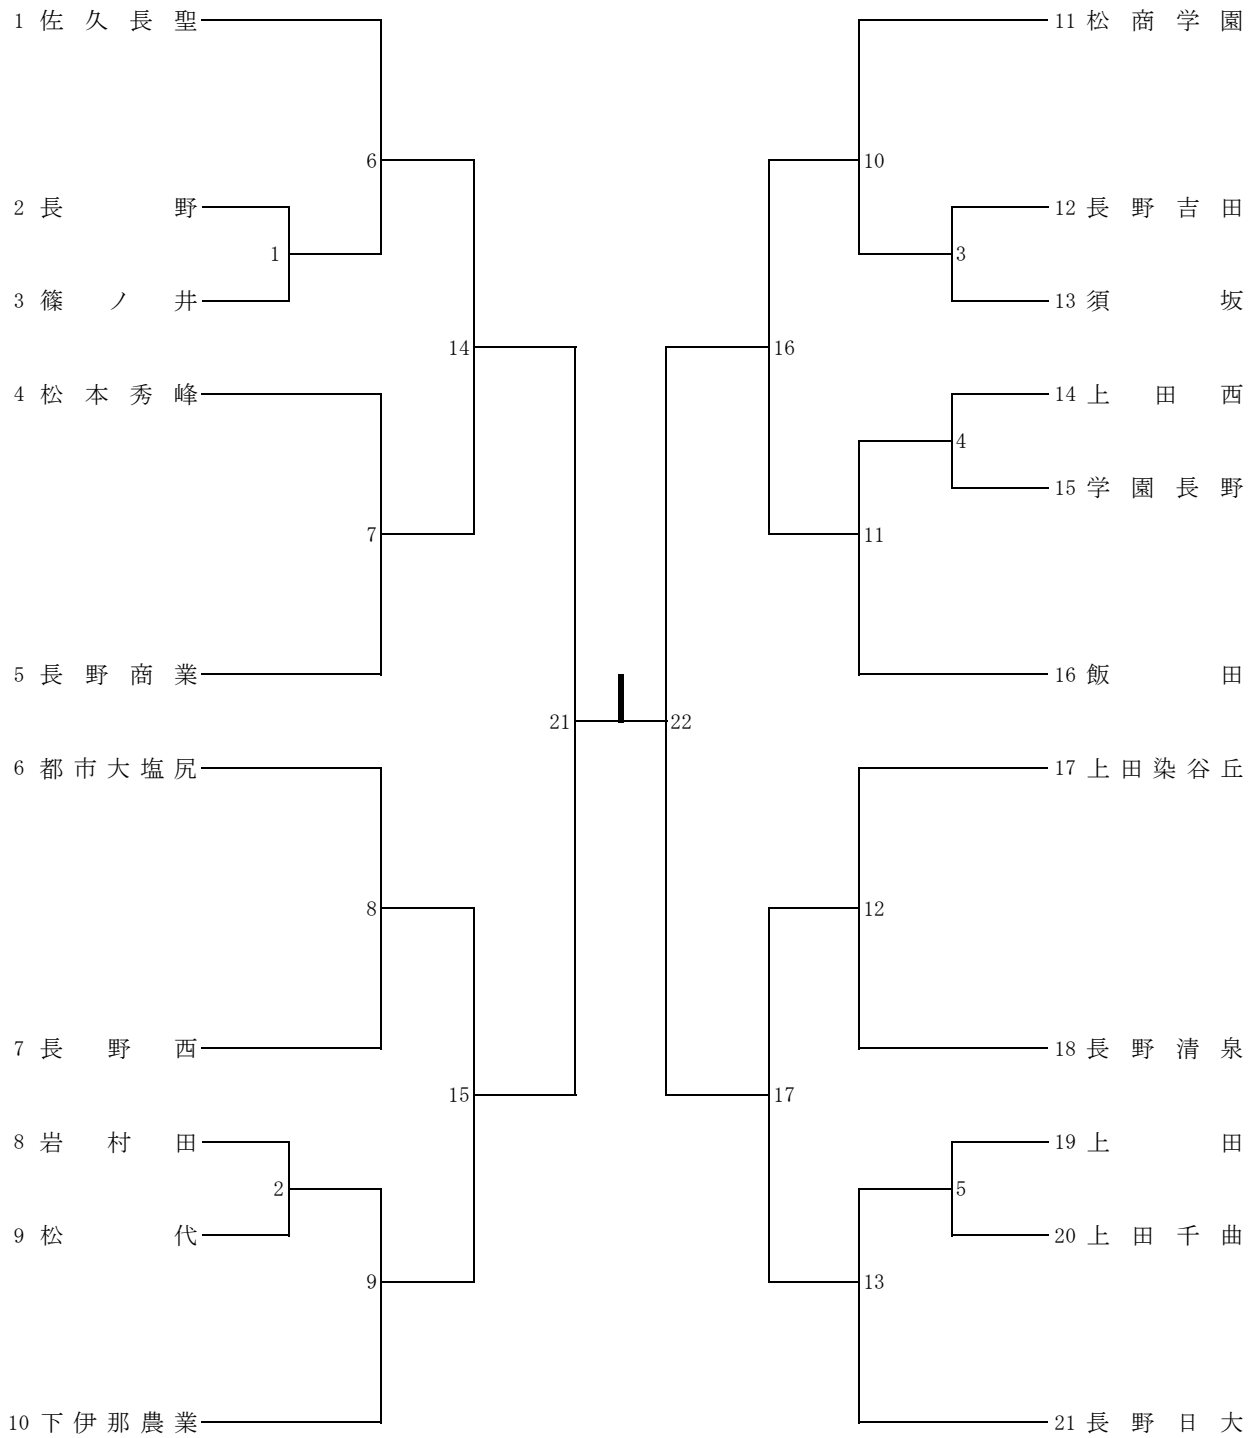 1 佐久長聖
2 長野
3 篠ノ井
4 松本秀峰
5 長野商業
6 都市大塩尻
7 長野西
8 岩村田
9 松代
10 下伊那農業
1
2
6
7
8
9
14
15
21
22
16
17
10
11
12
13
3
4
5
11 松商学園
12 長野吉田
13 須坂
14 上田西
15 学園長野
16 飯田
17 上田染谷丘
18 長野清泉
19 上田
20 上田千曲
21 長野日大